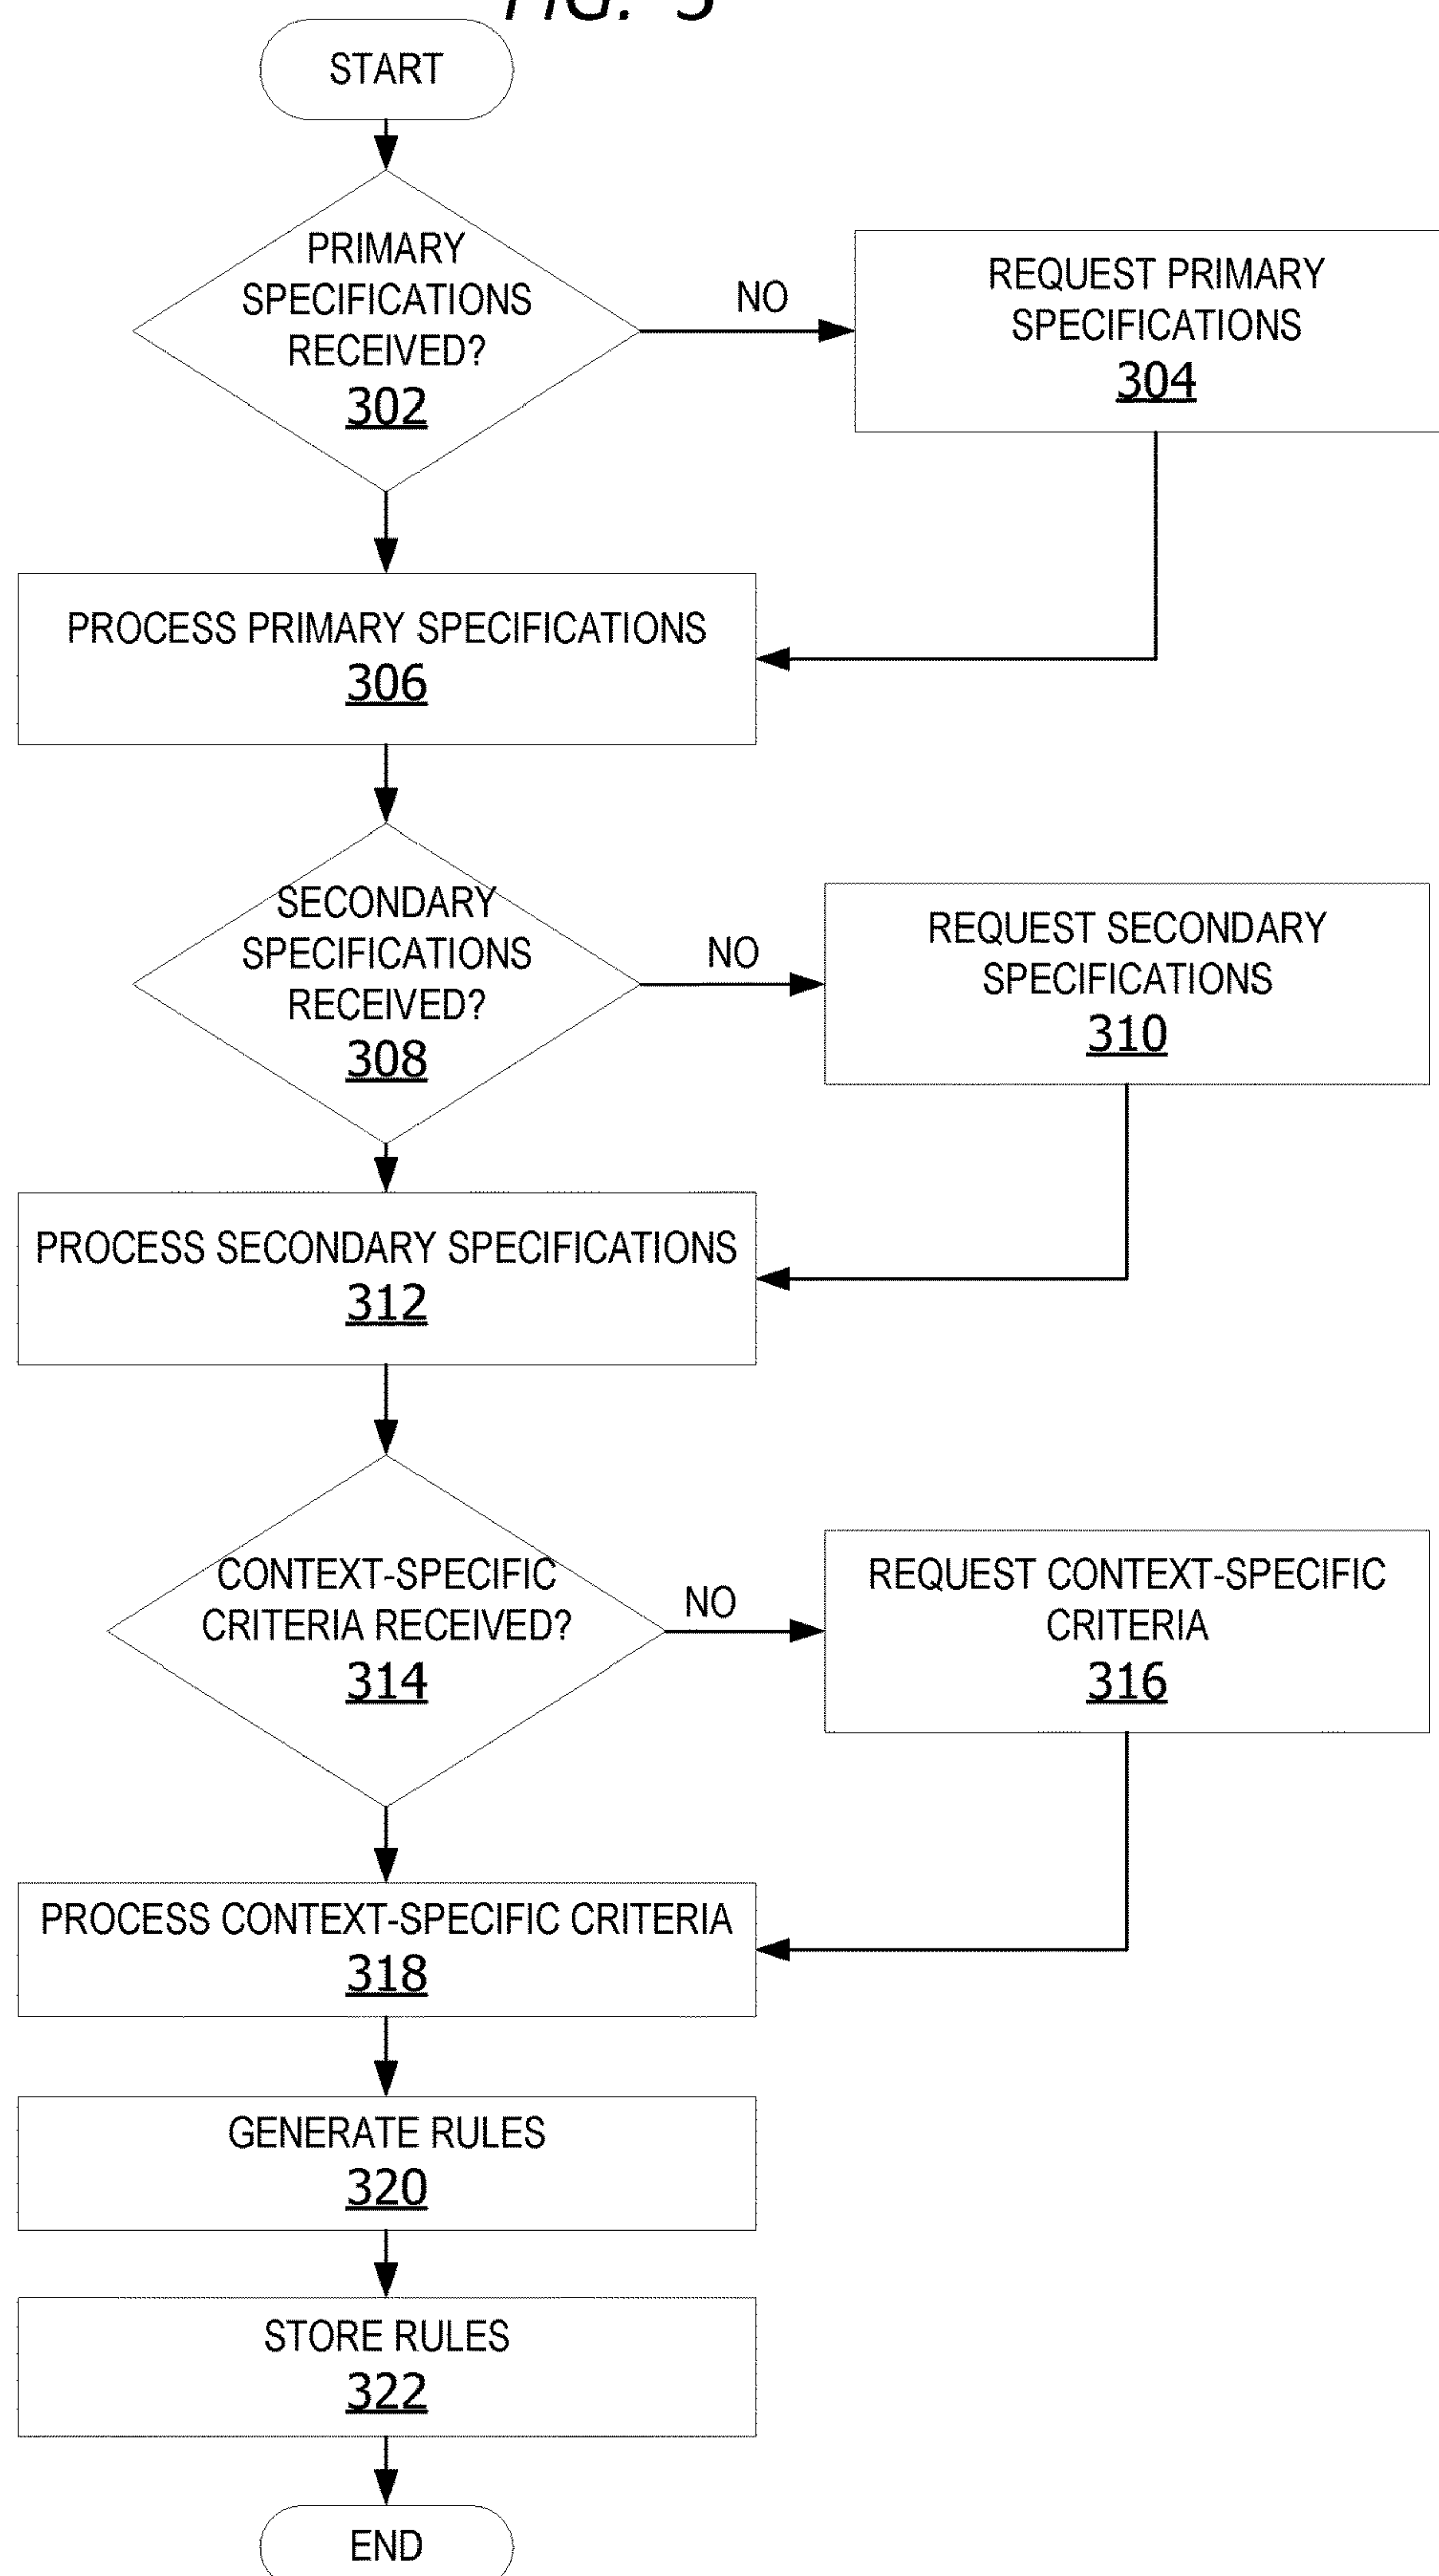 FIG. 3
START
PRIMARY
SPECIFICATIONS
RECEIVED?
302
NO
REQUEST PRIMARY
SPECIFICATIONS
304
PROCESS PRIMARY SPECIFICATIONS
306
SECONDARY
SPECIFICATIONS
RECEIVED?
308
NO
REQUEST SECONDARY
SPECIFICATIONS
310
PROCESS SECONDARY SPECIFICATIONS
312
CONTEXT-SPECIFIC
CRITERIA RECEIVED?
314
NO
REQUEST CONTEXT-SPECIFIC
CRITERIA
316
PROCESS CONTEXT-SPECIFIC CRITERIA
318
GENERATE RULES
320
STORE RULES
322
END